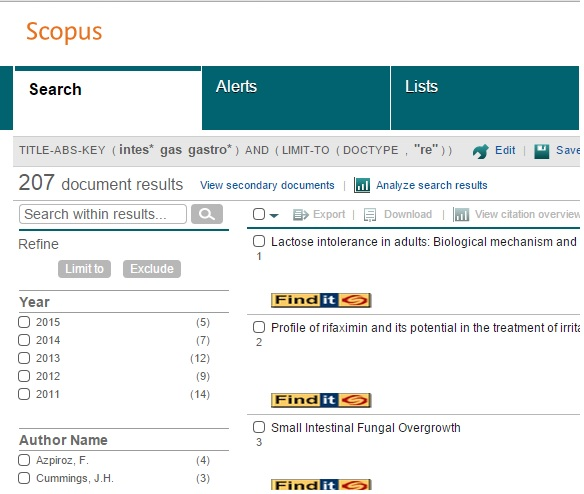 Scopus
Search
Alerts
Lists
TITLE-ABS-KEY ( intes* gas gastro* ) AND ( LIMIT-TO ( DOCTYPE , "re" ) )
Edit
Save
207 document results
View secondary documents
Analyze search results
Search within results...
Export
Download
View citation overview
Refine
Limit to
Exclude
Year
2015 (5)
2014 (7)
2013 (12)
2012 (9)
2011 (14)
Author Name
Azpiroz, F. (4)
Cummings, J.H. (3)
Lactose intolerance in adults: Biological mechanism and
1
Find it S
Profile of rifaximin and its potential in the treatment of irrita
2
Find it S
Small Intestinal Fungal Overgrowth
3
Find it S